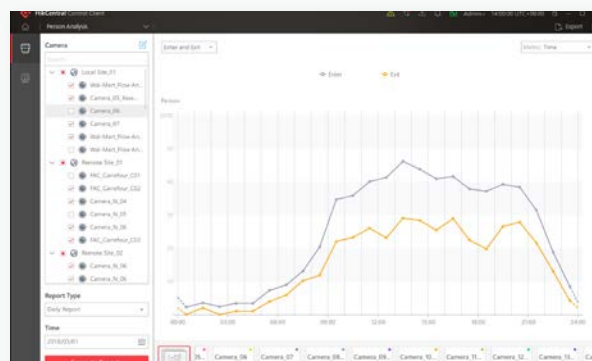 HikCentral Control Client
Admin
Person Analysis
Export
Camera
Enter and Exit
Time
Enter
Exit
Person
Local Site_01
Wal-Mart_Flow An...
Camera_05_New...
Camera_06
Camera_07
Wal-Mart_Flow An...
Wal-Mart_Flow An...
Remote Site_01
FAC_Carrefour_C01
FAC_Carrefour_C02
Camera_N_04
Camera_N_05
Camera_N_06
FAC_Carrefour_C03
Remote Site_02
Camera_N_06
Camera_N_06
Report Type
Daily Report
Time
2018/05/01
00:00 03:00 06:00 09:00 12:00 15:00 18:00 21:00 24:00
Camera_06 Camera_07 Camera_08... Camera_09... Camera_10... Camera_11... Camera_12...